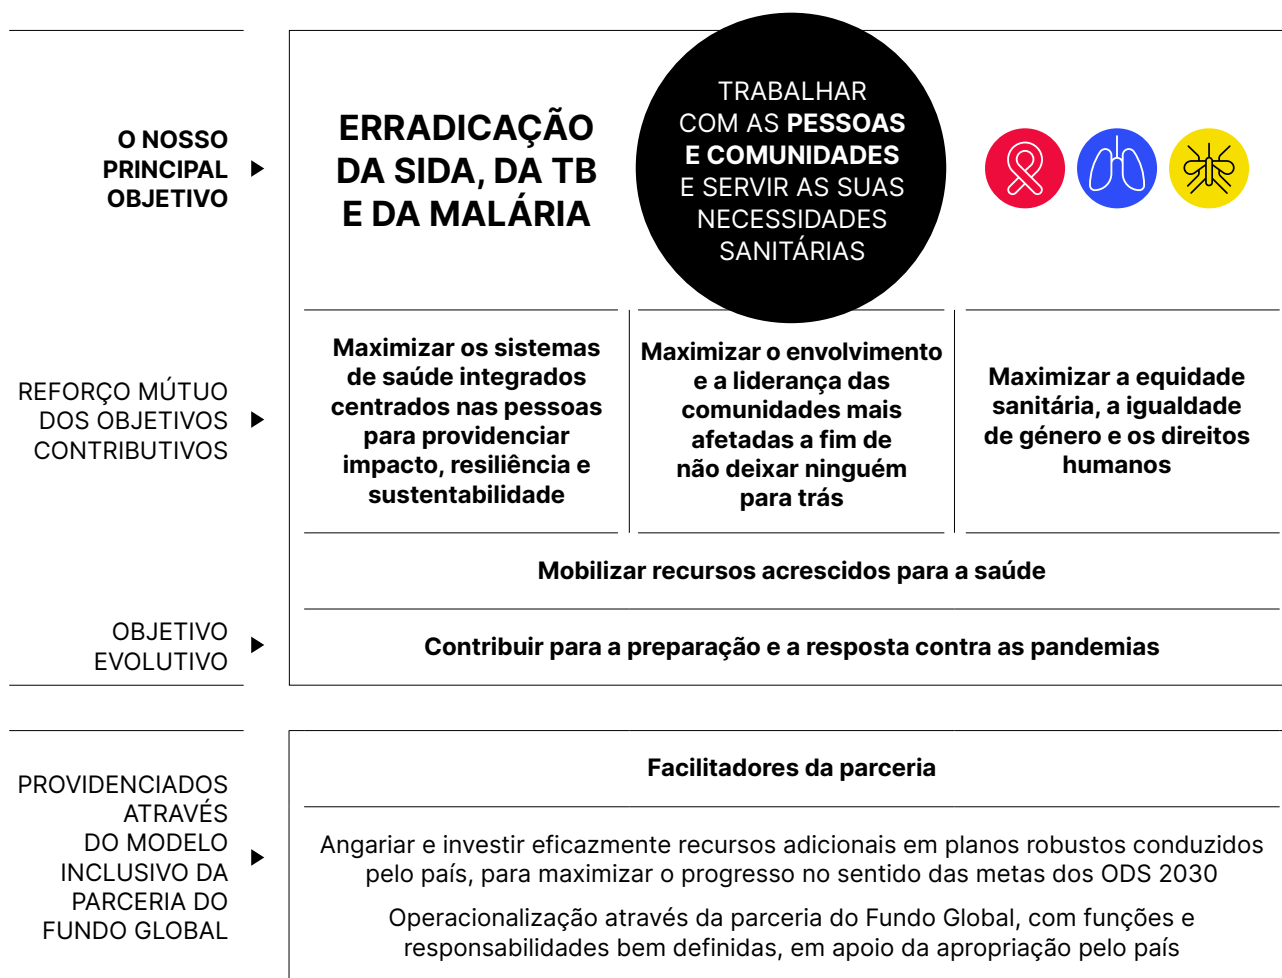 O NOSSO
PRINCIPAL
OBJETIVO
ERRADICAÇÃO
DA SIDA, DA TB
E DA MALÁRIA
TRABALHAR
COM AS PESSOAS
E COMUNIDADES
E SERVIR AS SUAS
NECESSIDADES
SANITÁRIAS
REFORÇO MÚTUO
DOS OBJETIVOS
CONTRIBUTIVOS
Maximizar os sistemas
de saúde integrados
centrados nas pessoas
para providenciar
impacto, resiliência e
sustentabilidade
Maximizar o envolvimento
e a liderança das
comunidades mais
afetadas a fim de
não deixar ninguém
para trás
Maximizar a equidade
sanitária, a igualdade
de género e os direitos
humanos
Mobilizar recursos acrescidos para a saúde
OBJETIVO
EVOLUTIVO
Contribuir para a preparação e a resposta contra as pandemias
PROVIDENCIADOS
ATRAVÉS
DO MODELO
INCLUSIVO DA
PARCERIA DO
FUNDO GLOBAL
Facilitadores da parceria
Angariar e investir eficazmente recursos adicionais em planos robustos conduzidos
pelo país, para maximizar o progresso no sentido das metas dos ODS 2030
Operacionalização através da parceria do Fundo Global, com funções e
responsabilidades bem definidas, em apoio da apropriação pelo país